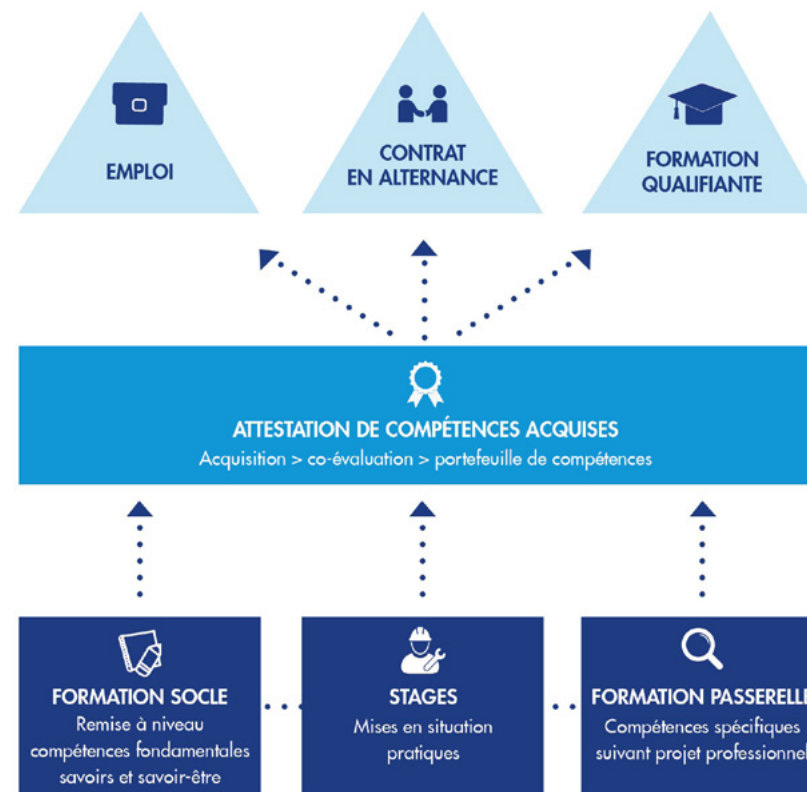 EMPLOI
CONTRAT
EN ALTERNANCE
FORMATION
QUALIFIANTE
ATTESTATION DE COMPÉTENCES ACQUISES
Acquisition > co-évaluation > portefeuille de compétences
FORMATION SOCLE
Remise à niveau
compétences fondamentales
savoirs et savoir-être
STAGES
Mises en situation
pratiques
FORMATION PASSERELLE
Compétences spécifiques
suivant projet professionnel